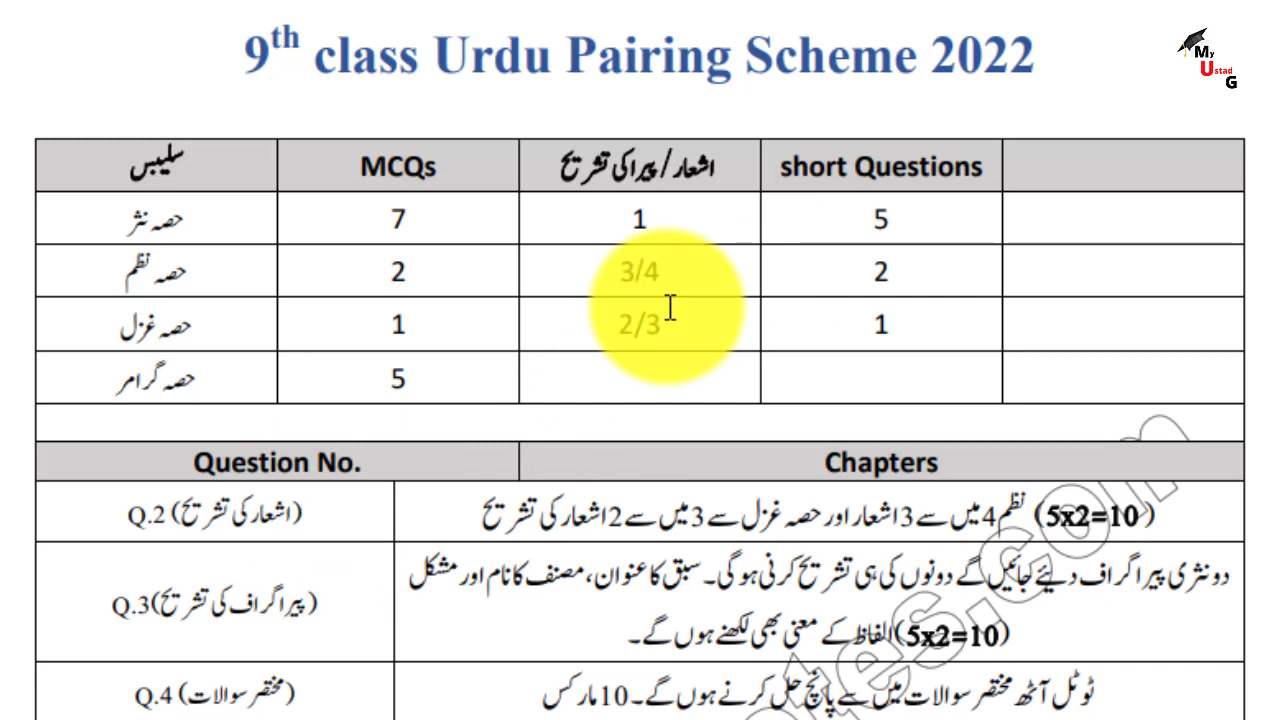 9th class Urdu Pairing Scheme 2022
My Ustad G
سلیبس MCQs اشعار/پیرا کی تشریح short Questions
حصہ نثر 7 1 5
حصہ نظم 2 3/4 2
حصہ غزل 1 2/3 1
حصہ گرامر 5
Question No. Chapters
Q.2 (اشعار کی تشریح) نظم 4 میں سے 3 اشعار اور حصہ غزل سے 3 میں سے 2 اشعار کی تشریح (5x2=10)
Q.3 (پیراگراف کی تشریح) دو نثری پیراگراف دیئے جائیں گے دونوں کی ہی تشریح کرنی ہوگی۔ سبق کا عنوان، مصنف کا نام اور مشکل
الفاظ کے معنی بھی لکھنے ہوں گے۔ (5x2=10)
Q.4 (مختصر سوالات) ٹوٹل آٹھ مختصر سوالات میں سے پانچ حل کرنے ہوں گے۔ 10 مارکس